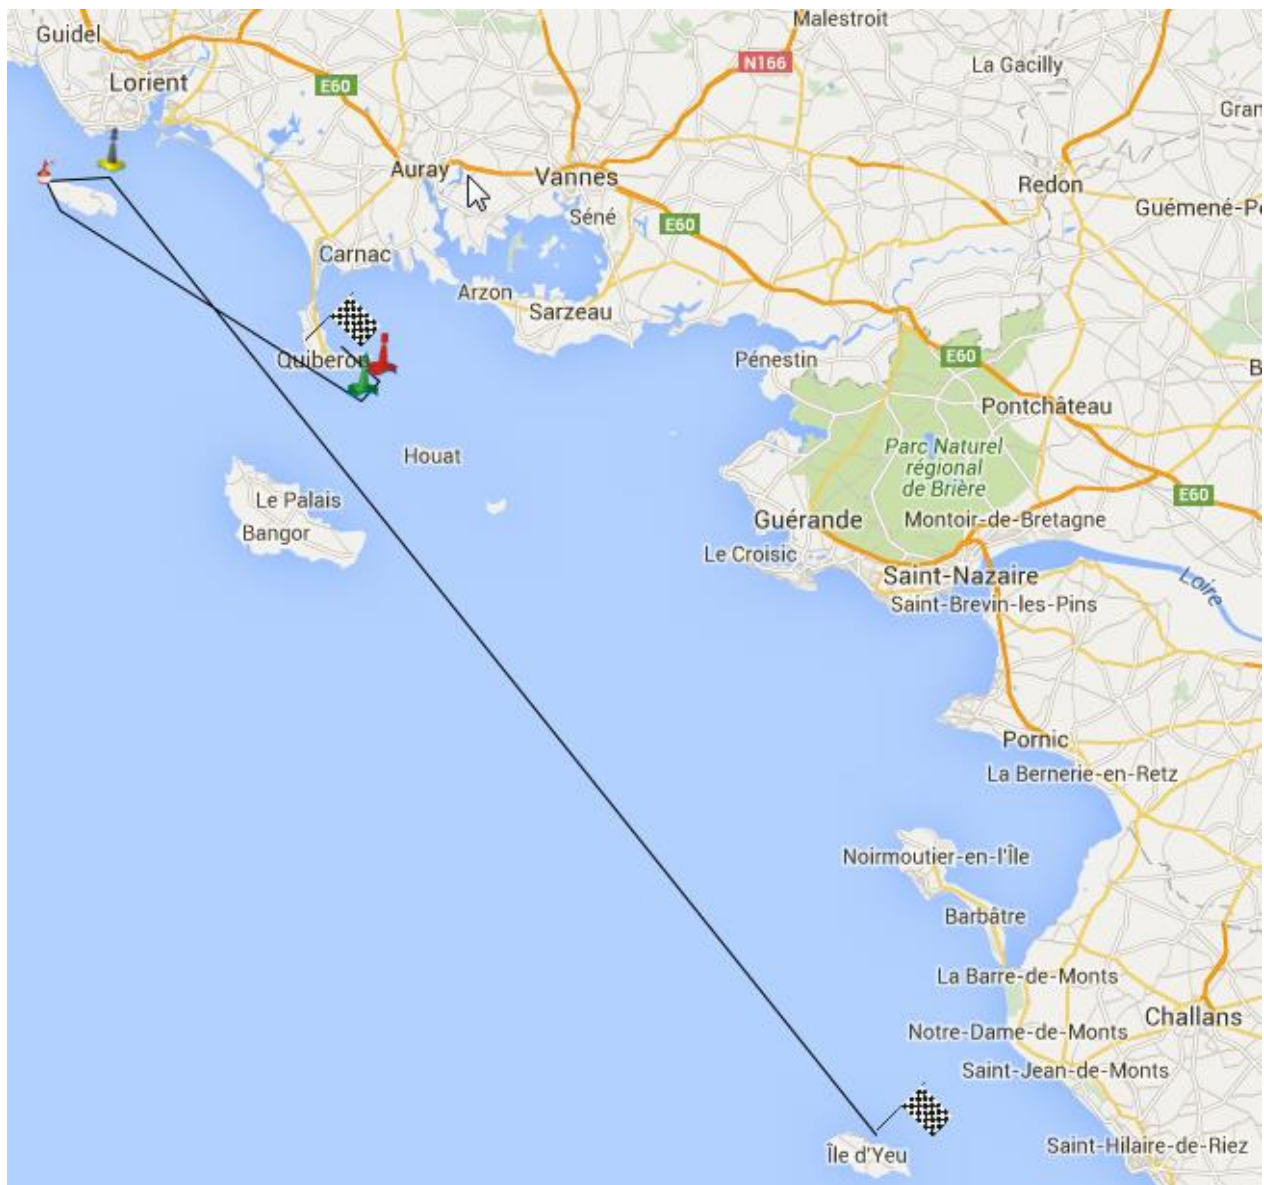 Malestroit
Guidel
N166
La Gacilly
Lorient
E60
Auray
Vannes
Redon
Séné
E60
Carnac
Arzon
Sarzeau
Quiberon
Pénestin
E60
Pontchâteau
Houat
Parc Naturel
régional
de Brière
Le Palais
E60
Guérande
Montoir-de-Bretagne
Bangor
Le Croisic
Saint-Nazaire
Loire
Saint-Brevin-les-Pins
Pornic
La Bernerie-en-Retz
Noirmoutier-en-l'Île
Barbâtre
La Barre-de-Monts
Challans
Notre-Dame-de-Monts
Saint-Jean-de-Monts
Saint-Hilaire-de-Riez
Île d'Yeu